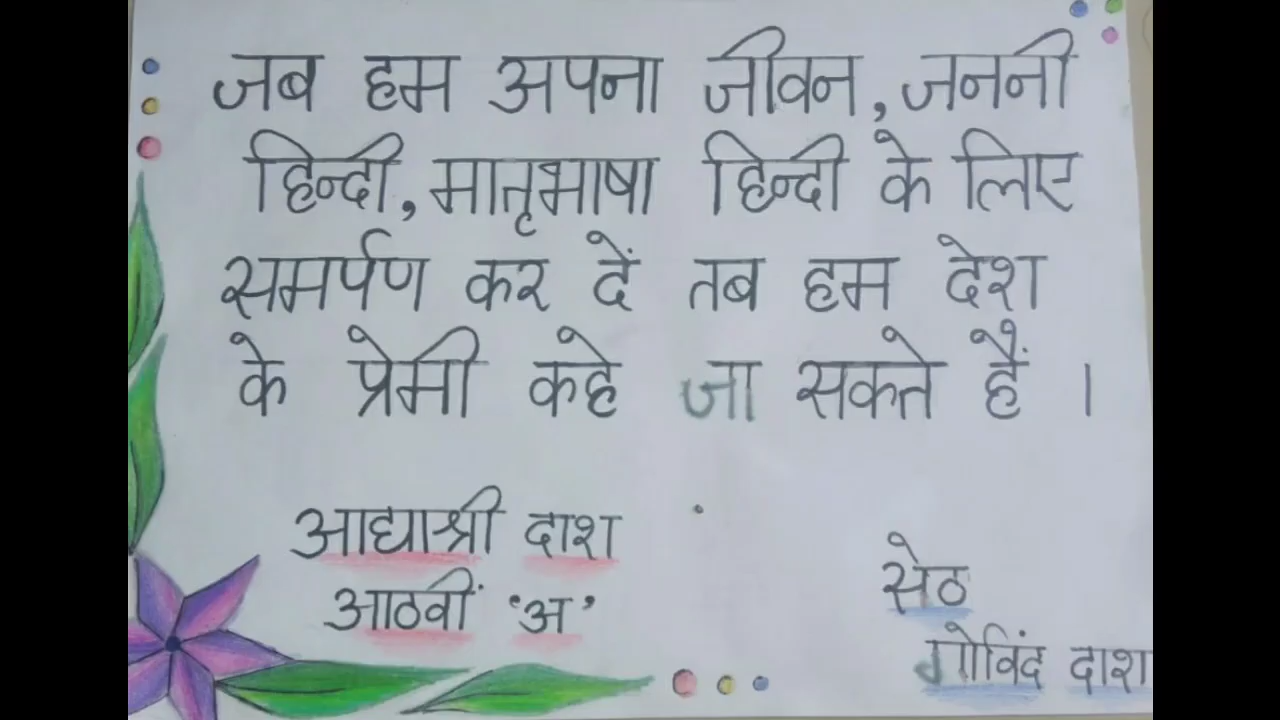 जब हम अपना जीवन, जननी
हिन्दी, मातृभाषा हिन्दी के लिए
समर्पण कर दें तब हम देश
के प्रेमी कहे जा सकते हैं ।
आद्याश्री दाश
आठवीं 'अ'
सेठ
गोविंद दाश